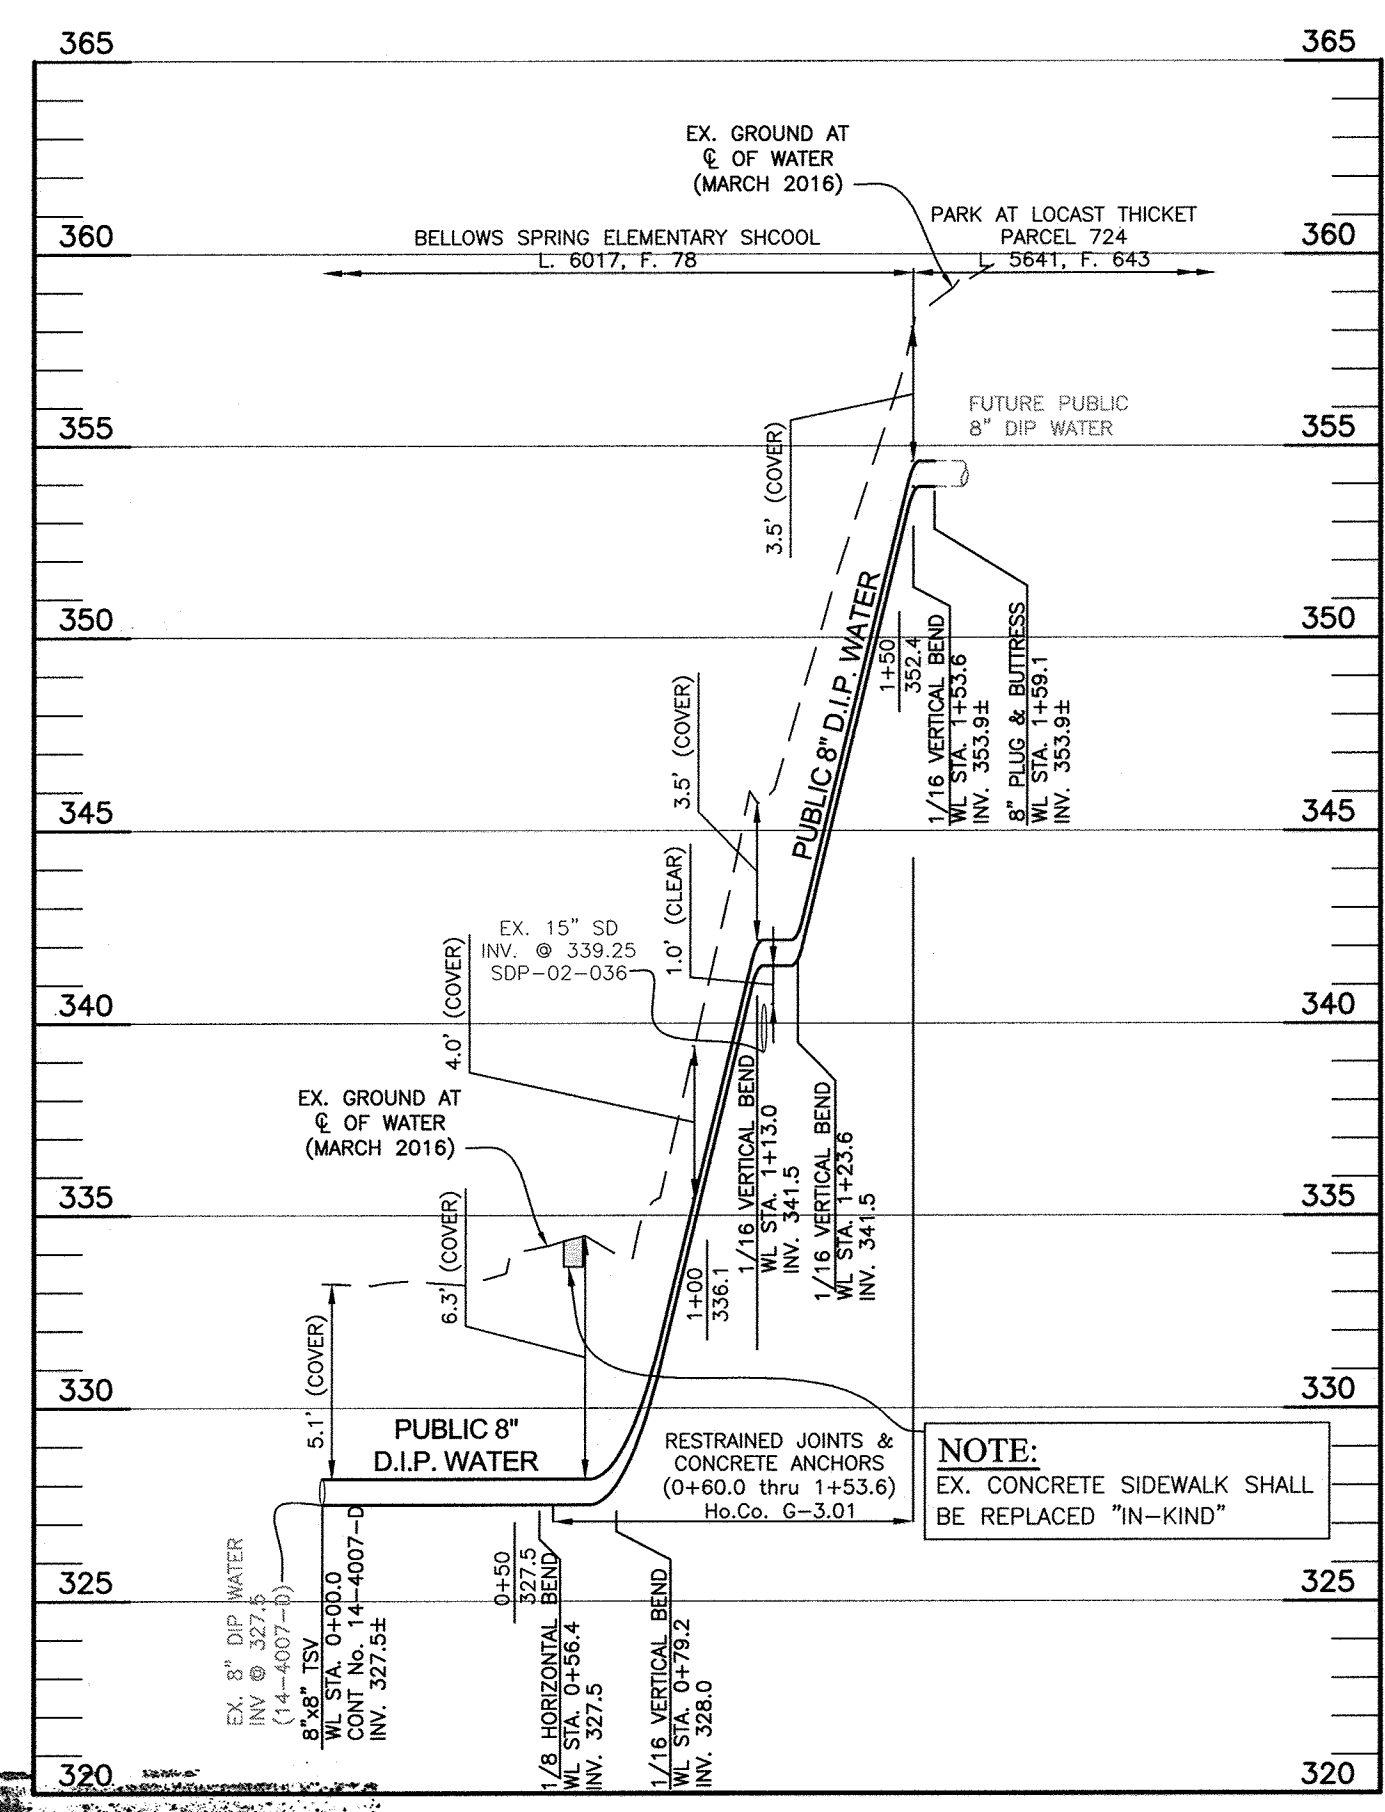 365
365
EX. GROUND AT
℄ OF WATER
(MARCH 2016)
PARK AT LOCAST THICKET
PARCEL 724
L. 5641, F. 643
360
360
BELLOWS SPRING ELEMENTARY SHCOOL
L. 6017, F. 78
FUTURE PUBLIC
8" DIP WATER
355
355
3.5' (COVER)
PUBLIC 8" D.I.P. WATER
350
350
1+50
352.4
1/16 VERTICAL BEND
WL STA. 1+53.6
INV. 353.9±
8" PLUG & BUTTRESS
WL STA. 1+59.1
INV. 353.9±
3.5' (COVER)
345
345
1.0' (CLEAR)
EX. 15" SD
INV. @ 339.25
SDP-02-036
4.0' (COVER)
340
340
1/16 VERTICAL BEND
WL STA. 1+13.0
INV. 341.5
1/16 VERTICAL BEND
WL STA. 1+23.6
INV. 341.5
EX. GROUND AT
℄ OF WATER
(MARCH 2016)
335
335
6.3' (COVER)
1+00
336.1
5.1' (COVER)
330
330
PUBLIC 8"
D.I.P. WATER
RESTRAINED JOINTS &
CONCRETE ANCHORS
(0+60.0 thru 1+53.6)
Ho.Co. G-3.01
NOTE:
EX. CONCRETE SIDEWALK SHALL
BE REPLACED "IN-KIND"
325
325
EX. 8" DIP WATER
INV @ 327.5
(14-4007-D)
8"x8" TSV
WL STA. 0+00.0
CONT No. 14-4007-D
INV. 327.5±
0+50
327.5
1/8 HORIZONTAL BEND
WL STA. 0+56.4
INV. 327.5
1/16 VERTICAL BEND
WL STA. 0+79.2
INV. 328.0
320
320